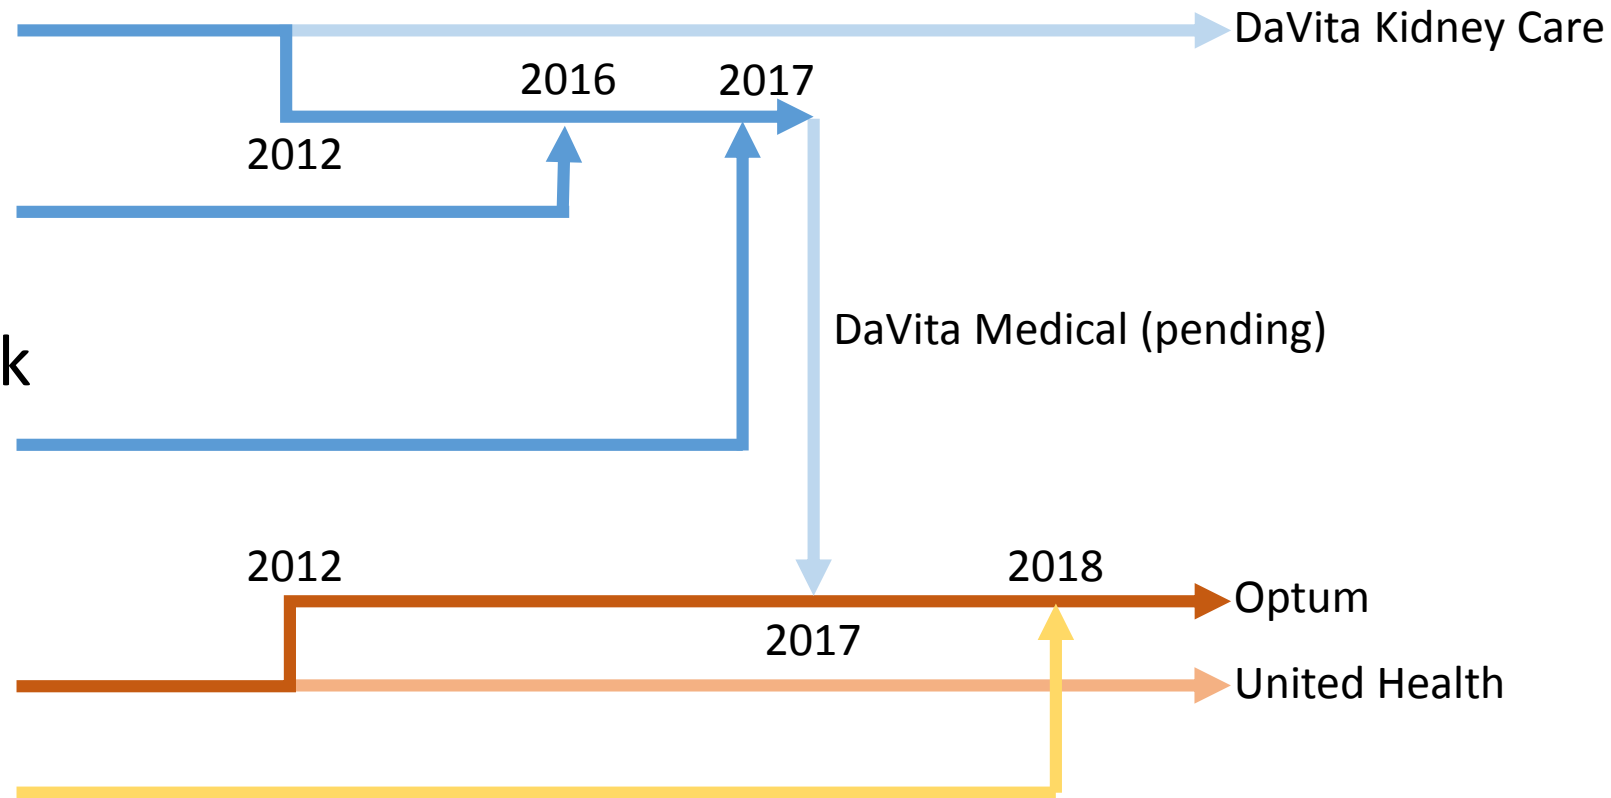 DaVita Kidney Care
2016
2017
2012
DaVita Medical (pending)
k
2012
2018
Optum
2017
United Health